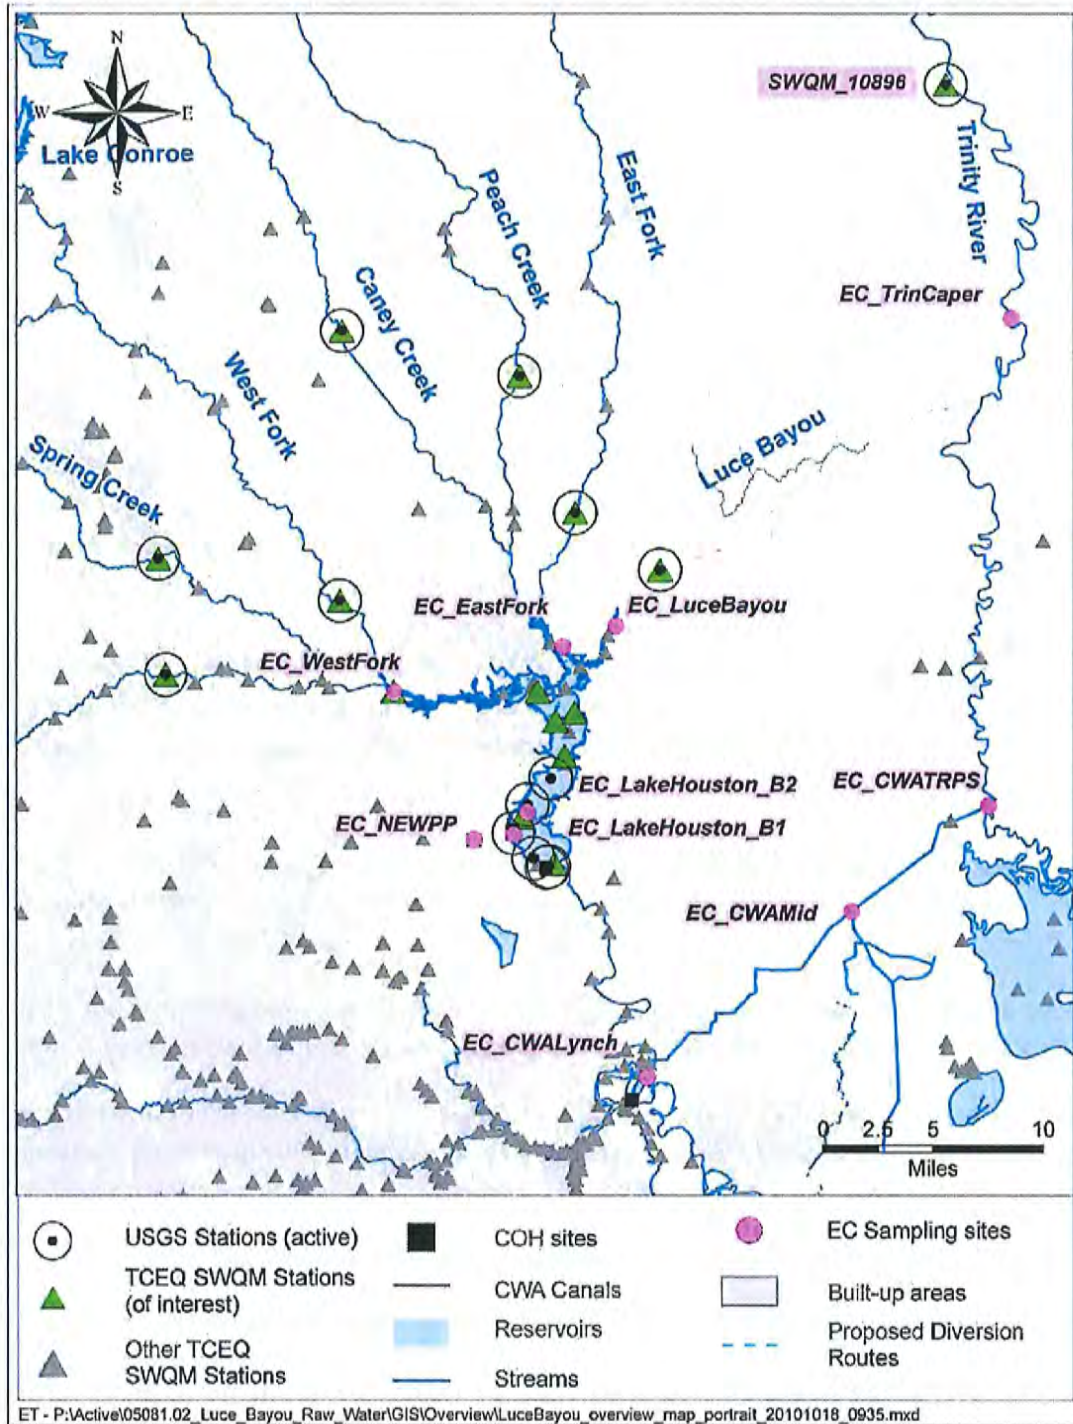 N
W
E
S
Lake Conroe
SWQM_10896
Trinity River
East Fork
Peach Creek
EC_TrinCaper
Caney Creek
West Fork
Luce Bayou
Spring Creek
EC_EastFork
EC_LuceBayou
EC_WestFork
EC_LakeHouston_B2
EC_CWATRPS
EC_NEWPP
EC_LakeHouston_B1
EC_CWAMid
EC_CWALynch
0 2.5 5 10
Miles
USGS Stations (active)
TCEQ SWQM Stations
(of interest)
Other TCEQ
SWQM Stations
COH sites
CWA Canals
Reservoirs
Streams
EC Sampling sites
Built-up areas
Proposed Diversion
Routes
ET - P:\Active\05081.02_Luce_Bayou_Raw_Water\GIS\Overview\LuceBayou_overview_map_portrait_20101018_0935.mxd